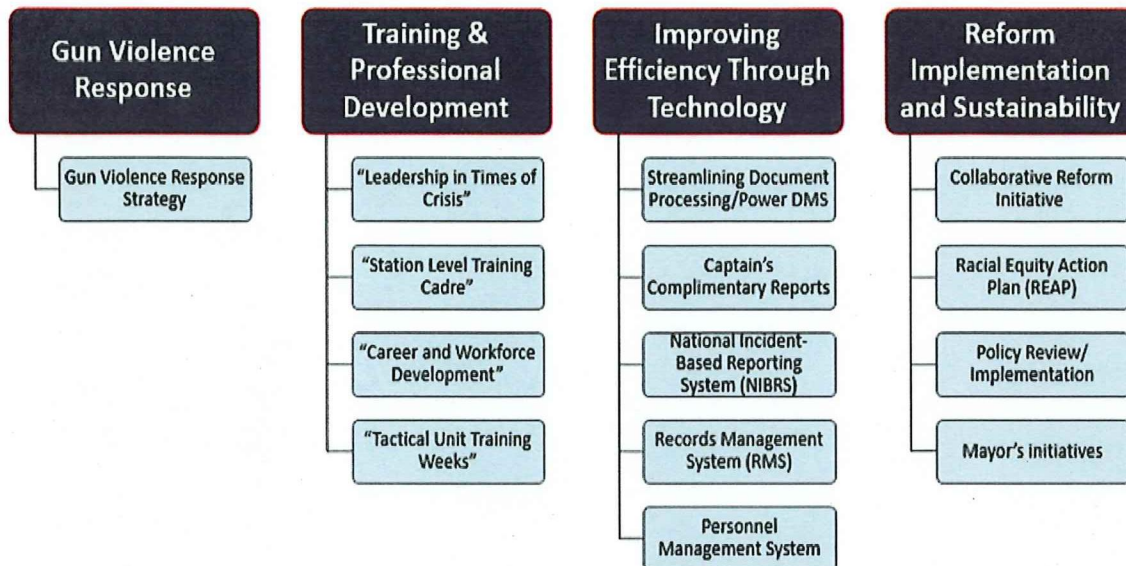 Gun Violence
Response
Gun Violence Response
Strategy
Training &
Professional
Development
"Leadership in Times of
Crisis"
"Station Level Training
Cadre"
"Career and Workforce
Development"
"Tactical Unit Training
Weeks"
Improving
Efficiency Through
Technology
Streamlining Document
Processing/Power DMS
Captain's
Complimentary Reports
National Incident-
Based Reporting
System (NIBRS)
Records Management
System (RMS)
Personnel
Management System
Reform
Implementation
and Sustainability
Collaborative Reform
Initiative
Racial Equity Action
Plan (REAP)
Policy Review/
Implementation
Mayor's initiatives